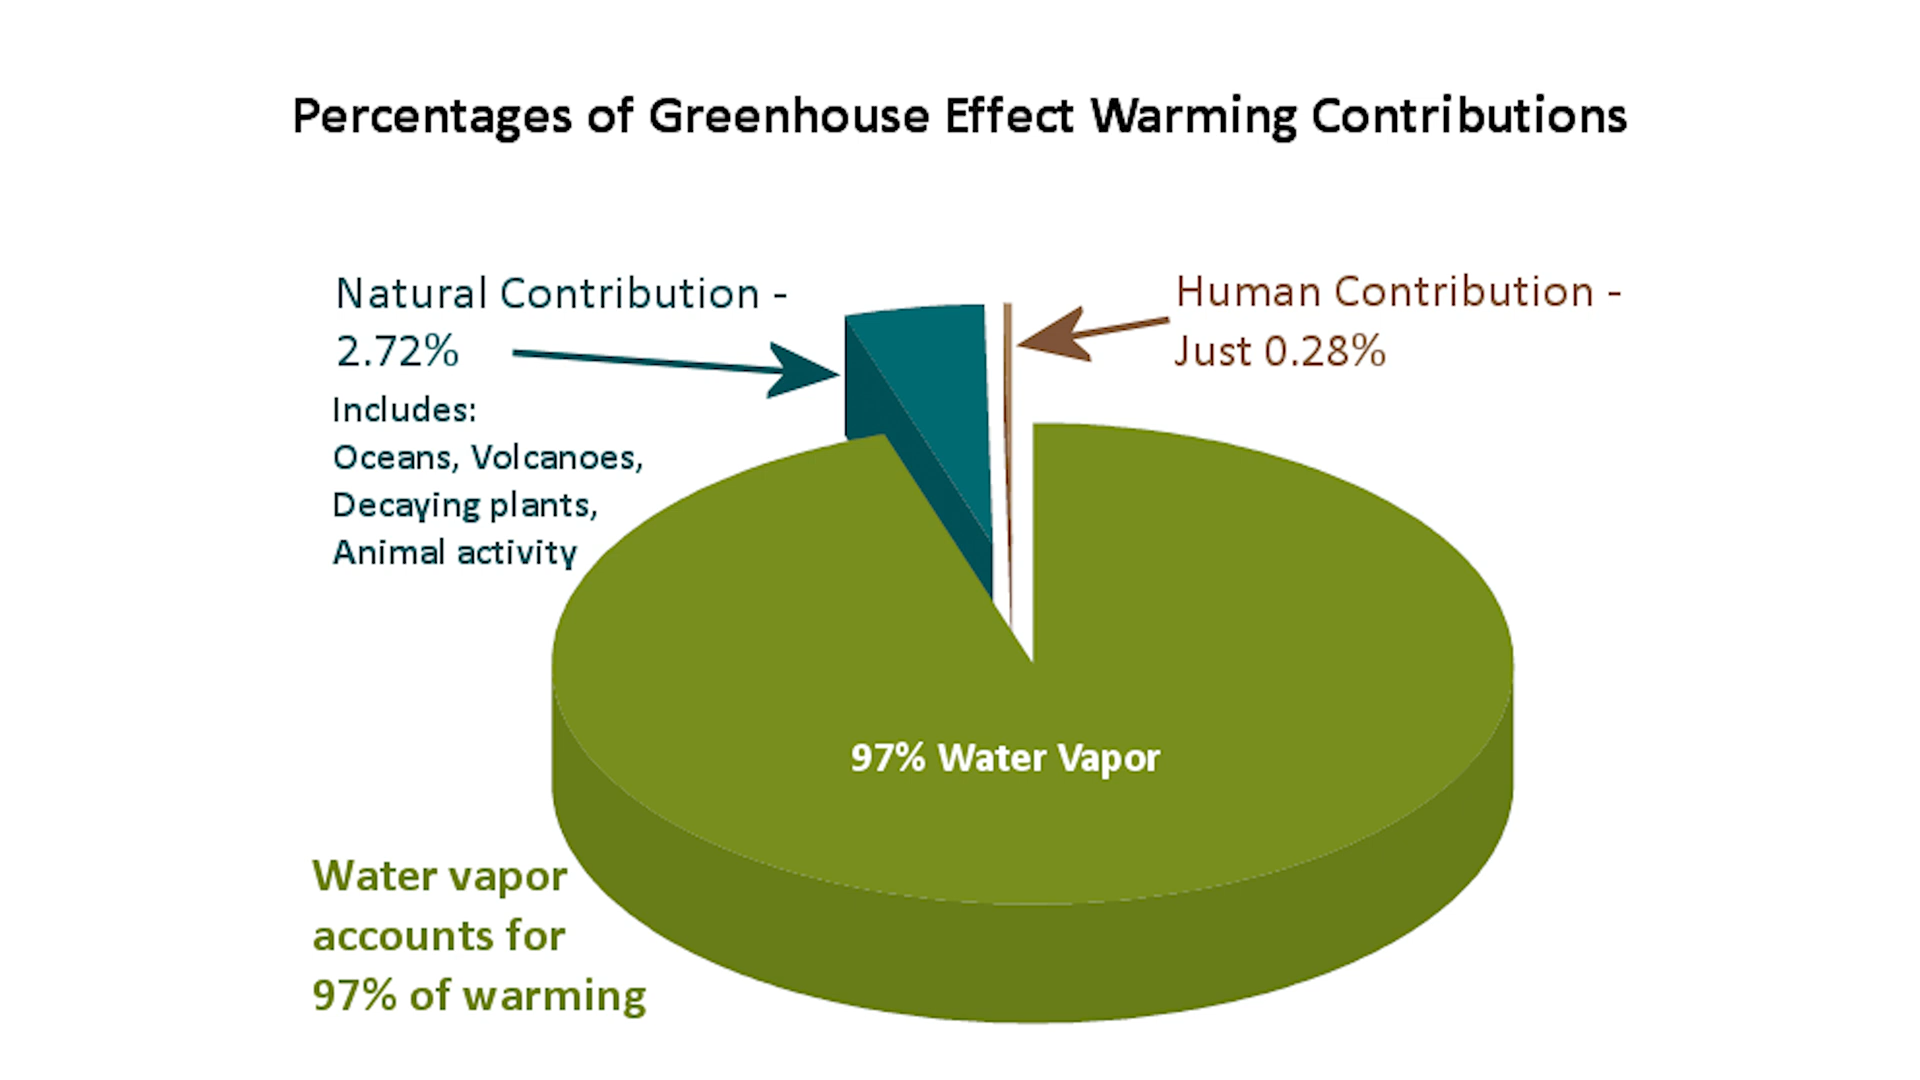 Percentages of Greenhouse Effect Warming Contributions
Natural Contribution -
2.72%
Includes:
Oceans, Volcanoes,
Decaying plants,
Animal activity
Human Contribution -
Just 0.28%
97% Water Vapor
Water vapor
accounts for
97% of warming